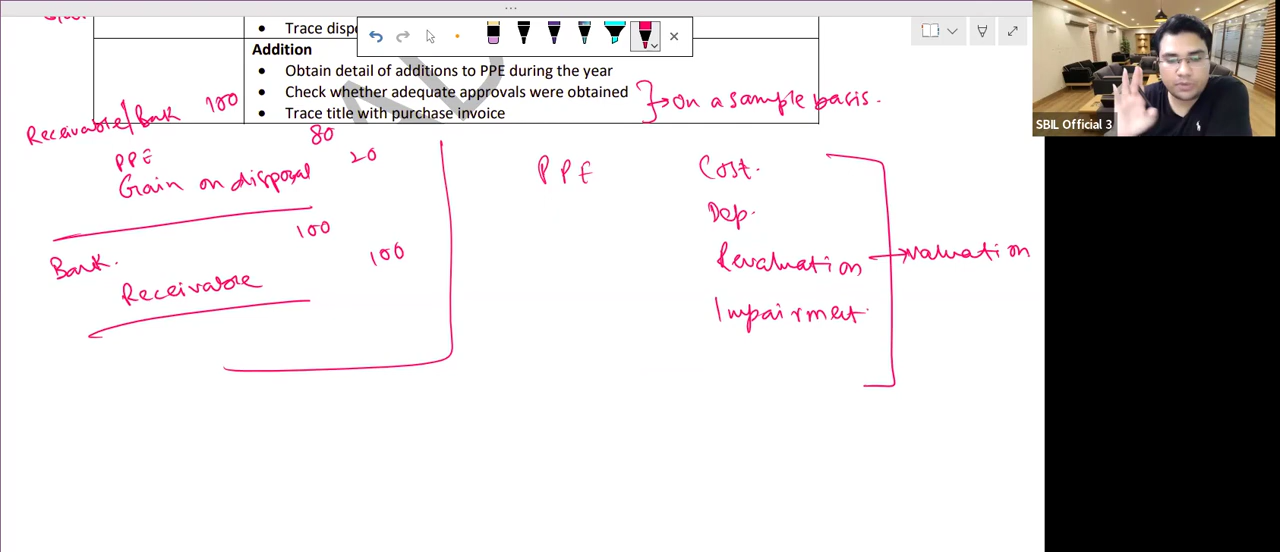 Trace disp
Addition
• Obtain detail of additions to PPE during the year
• Check whether adequate approvals were obtained
• Trace title with purchase invoice
on a sample basis.
SBIL Official 3
Receivable/Bank 100
PPE 80
Gain on disposal 20
Bank. 100
Receivable 100
PPE Cost.
Dep.
Revaluation valuation
Impairment.